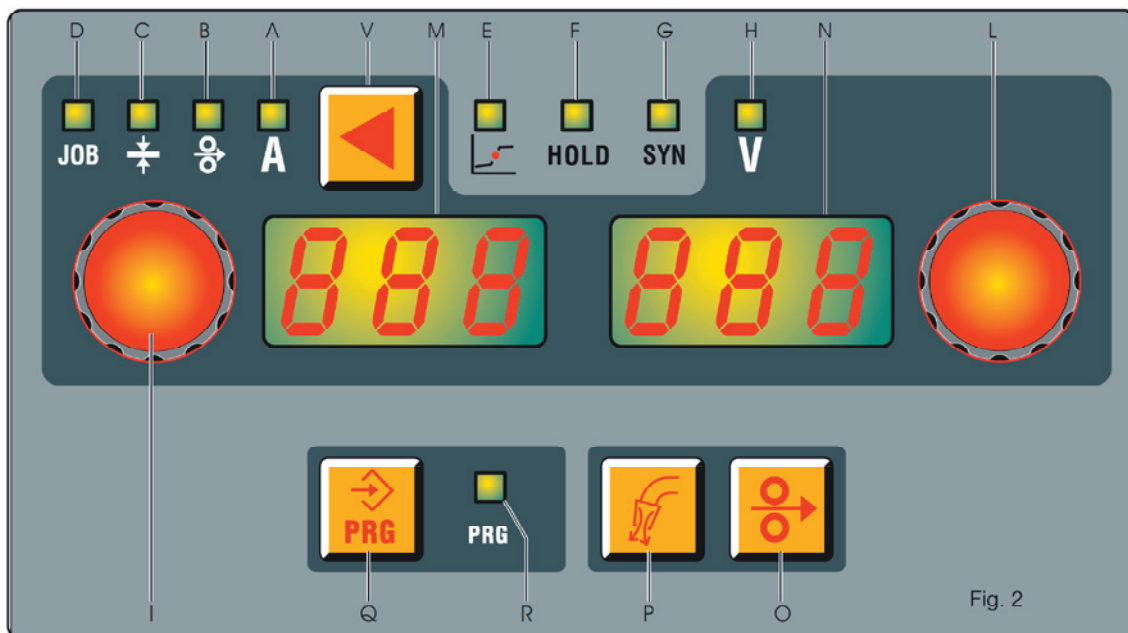 D C B A V M E F G H N L
JOB A HOLD SYN V
888 888
PRG PRG
I Q R P O
Fig. 2